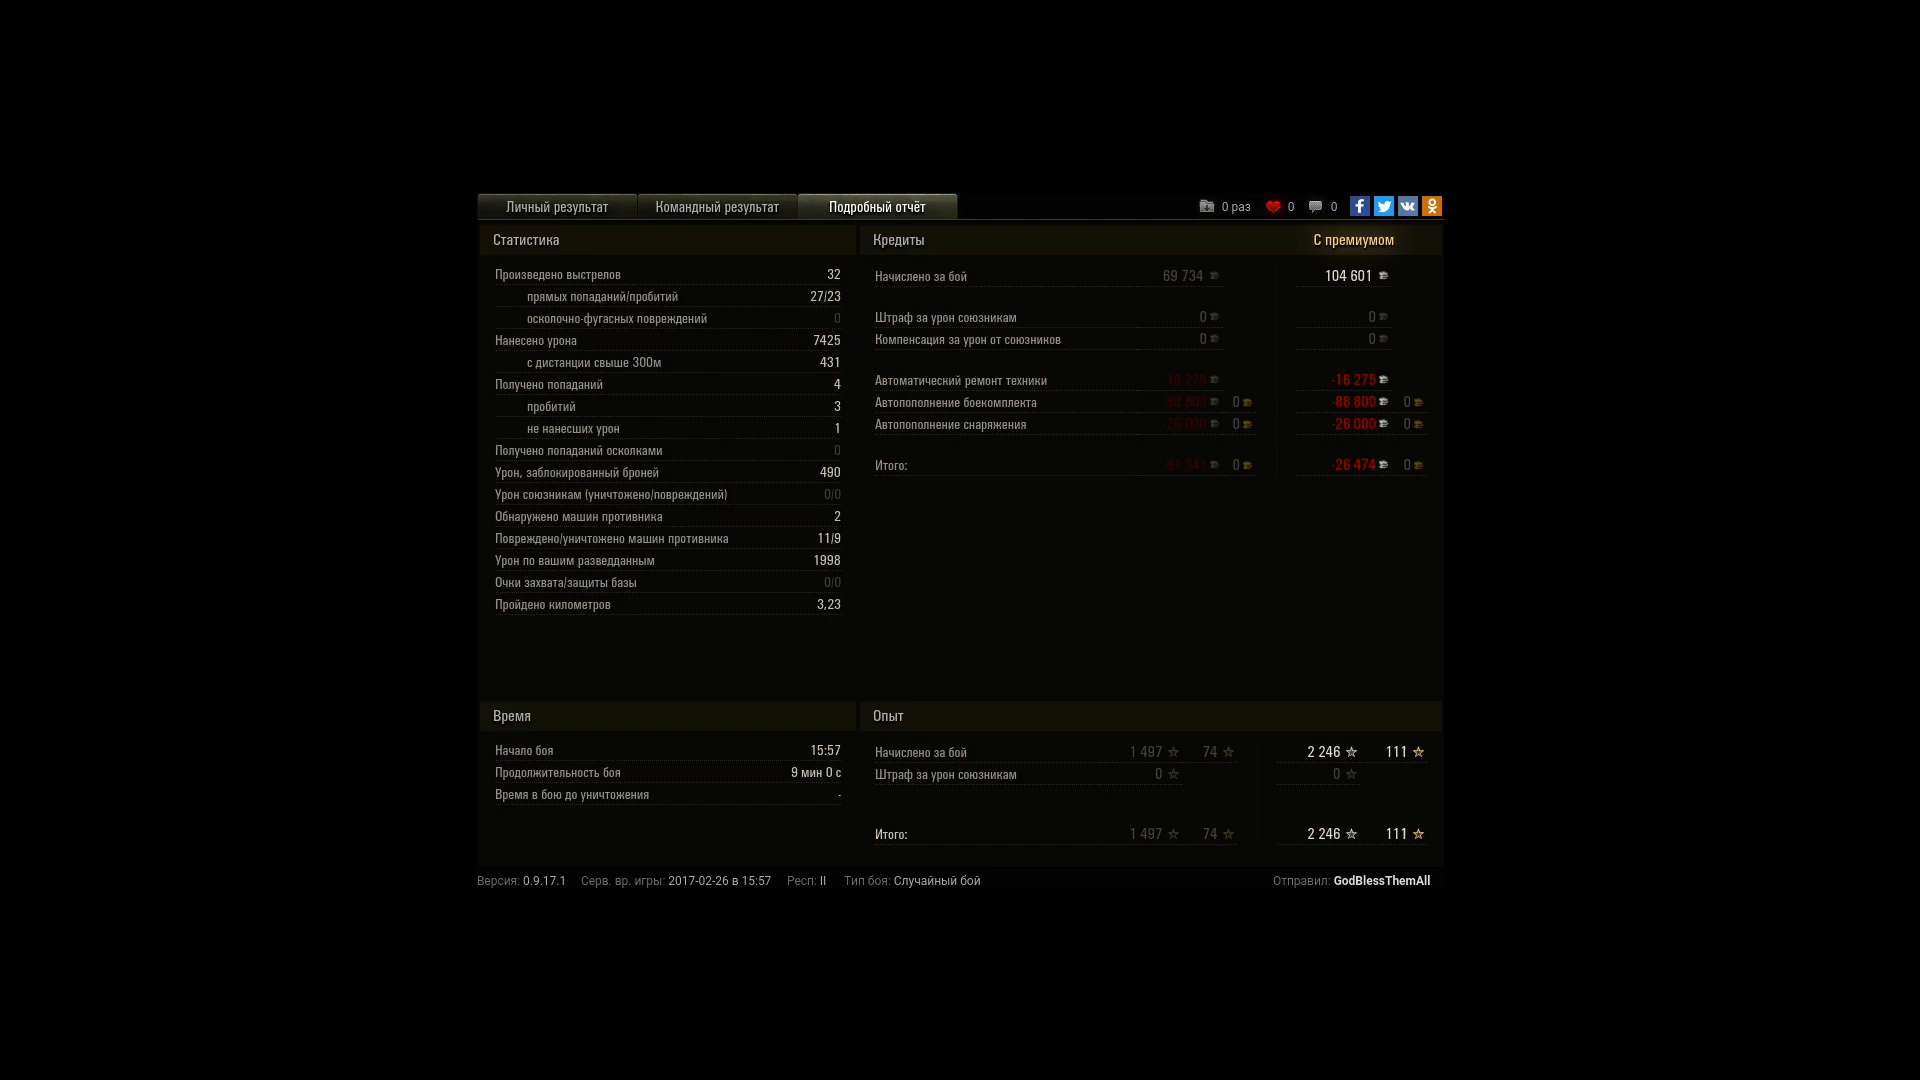 Личный результат Командный результат Подробный отчёт 0 раз 0 0
Статистика
Произведено выстрелов 32
прямых попаданий/пробитий 27/23
осколочно-фугасных повреждений 0
Нанесено урона 7425
с дистанции свыше 300м 431
Получено попаданий 4
пробитий 3
не нанесших урон 1
Получено попаданий осколками 0
Урон, заблокированный броней 490
Урон союзникам (уничтожено/повреждений) 0/0
Обнаружено машин противника 2
Повреждено/уничтожено машин противника 11/9
Урон по вашим разведданным 1998
Очки захвата/защиты базы 0/0
Пройдено километров 3,23
Кредиты С премиумом
Начислено за бой 69 734 104 601
Штраф за урон союзникам 0 0
Компенсация за урон от союзников 0 0
Автоматический ремонт техники -16 275
Автопополнение боекомплекта 0 -88 800 0
Автопополнение снаряжения 0 -26 000 0
Итого: 0 -26 474 0
Время
Начало боя 15:57
Продолжительность боя 9 мин 0 с
Время в бою до уничтожения -
Опыт
Начислено за бой 1 497 74 2 246 111
Штраф за урон союзникам 0 0
Итого: 1 497 74 2 246 111
Версия: 0.9.17.1 Серв. вр. игры: 2017-02-26 в 15:57 Респ: II Тип боя: Случайный бой Отправил: GodBlessThemAll